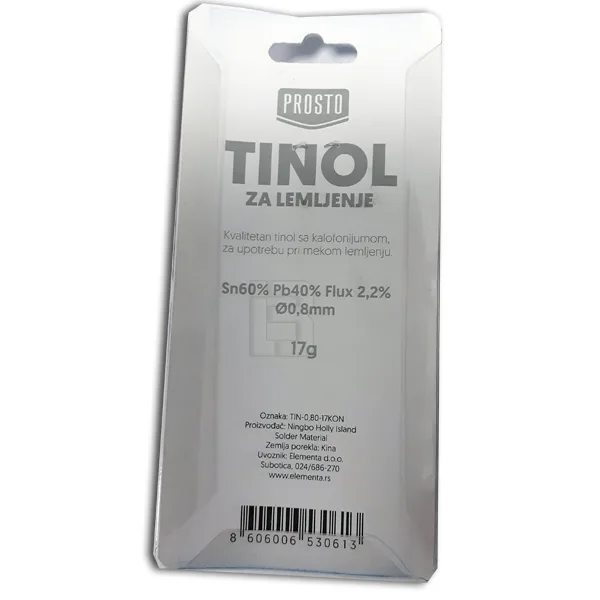 PROSTO
TINOL
ZA LEMLJENJE
Kvalitetan tinol sa kalofonijumom,
za upotrebu pri mekom lemljenju.
Sn60% Pb40% Flux 2,2%
Ø0,8mm
17g
Oznaka: TIN-0,80-17KON
Proizvođač: Ningbo Holly Island
Solder Material
Zemlja porekla: Kina
Uvoznik: Elementa d.o.o.
Subotica, 024/686-270
www.elementa.rs
8 606006 530613